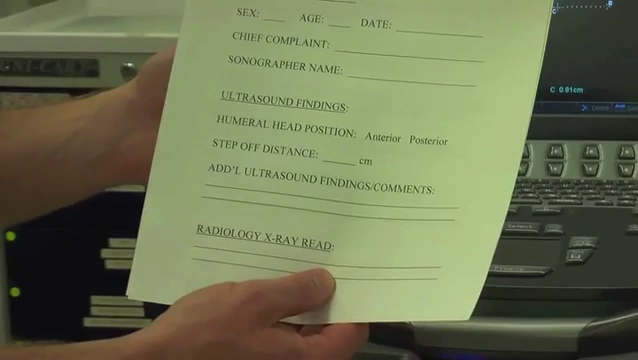 SEX: ____ AGE: ____ DATE: ____________
CHIEF COMPLAINT: ____________________
SONOGRAPHER NAME: __________________
ULTRASOUND FINDINGS:
HUMERAL HEAD POSITION: Anterior Posterior
STEP OFF DISTANCE: ______ cm
ADD'L ULTRASOUND FINDINGS/COMMENTS:
RADIOLOGY X-RAY READ:
C 0.01cm